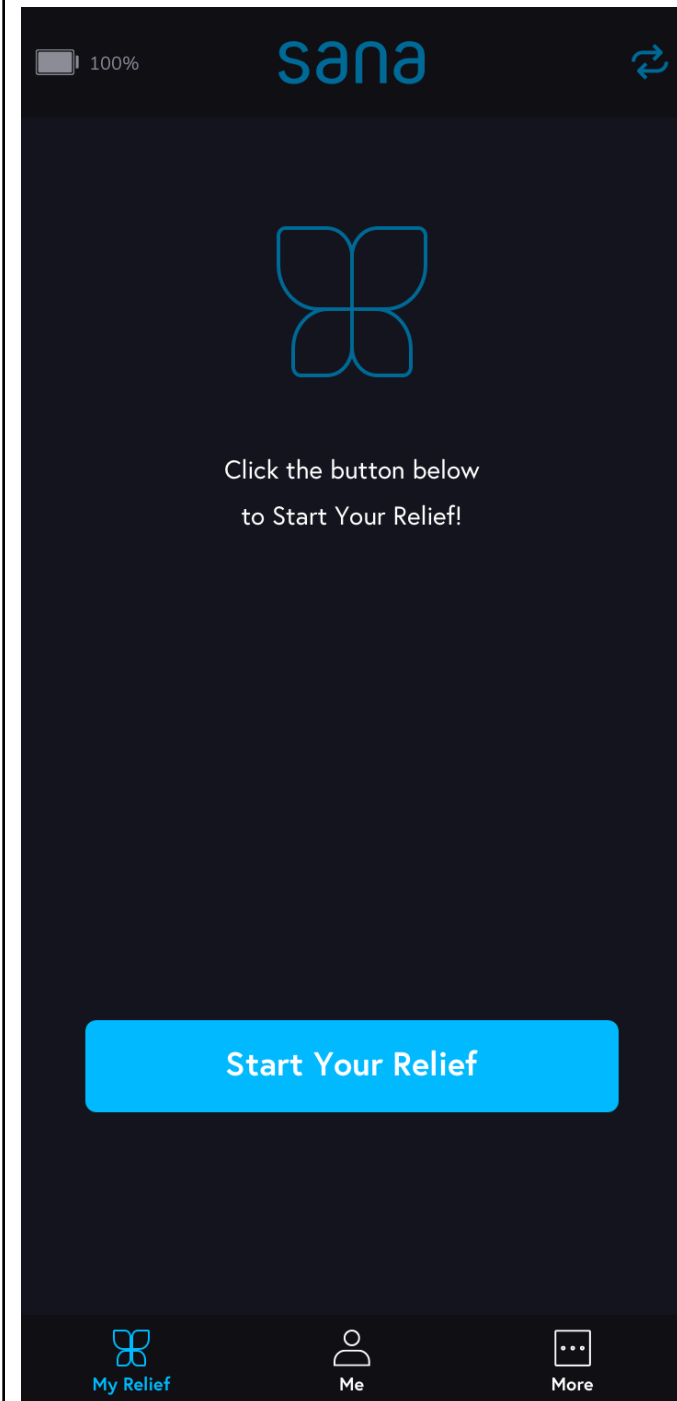 100%
sana
Click the button below
to Start Your Relief!
Start Your Relief
My Relief
Me
More